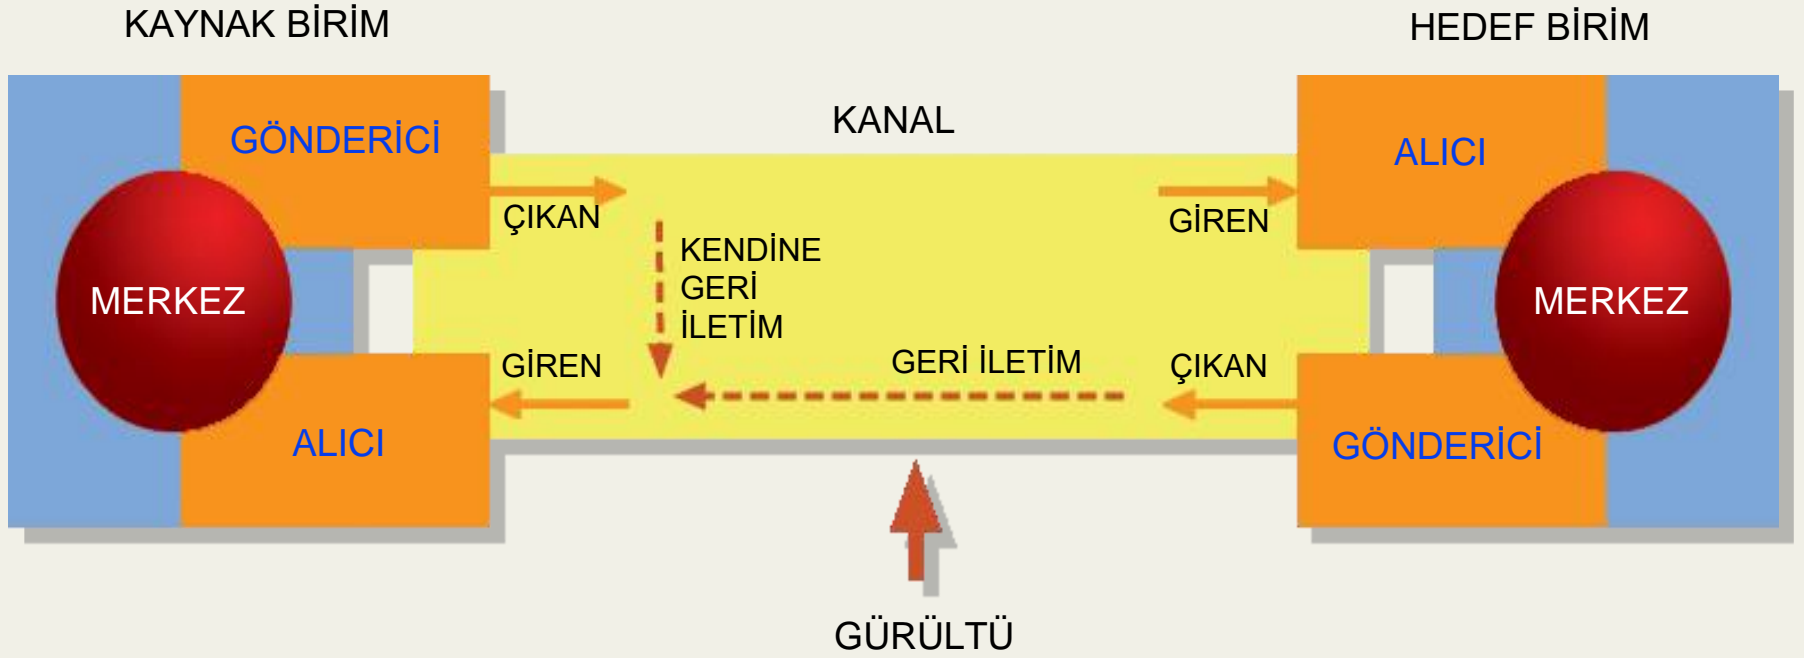 KAYNAK BİRİM
HEDEF BİRİM
KANAL
GÖNDERİCİ
ALICI
ÇIKAN
GİREN
KENDİNE
GERİ
İLETİM
MERKEZ
MERKEZ
GİREN
GERİ İLETİM
ÇIKAN
ALICI
GÖNDERİCİ
GÜRÜLTÜ